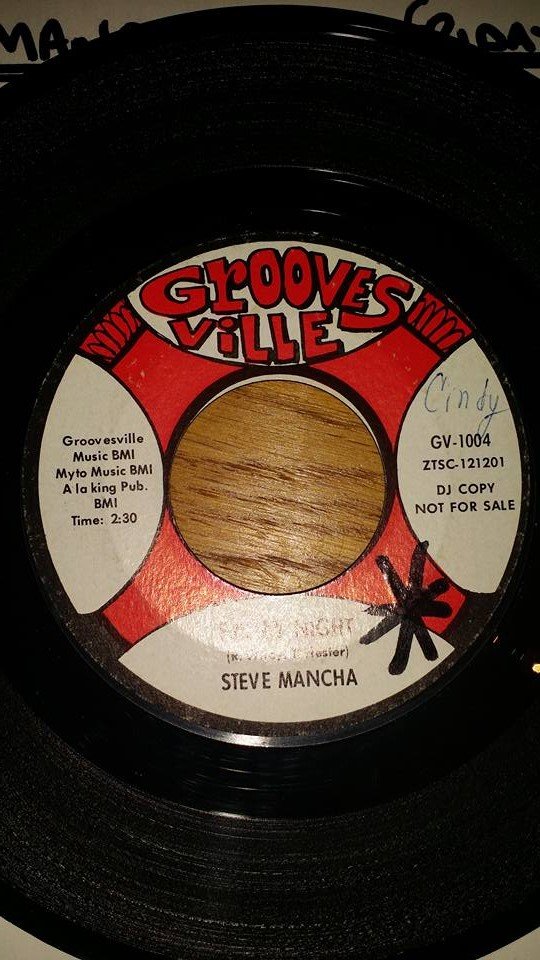 GROOVES
VILLE
Cindy
Groovesville
Music BMI
Myto Music BMI
A la king Pub.
BMI
Time: 2:30
GV-1004
ZTSC-121201
DJ COPY
NOT FOR SALE
NIGHT
STEVE MANCHA